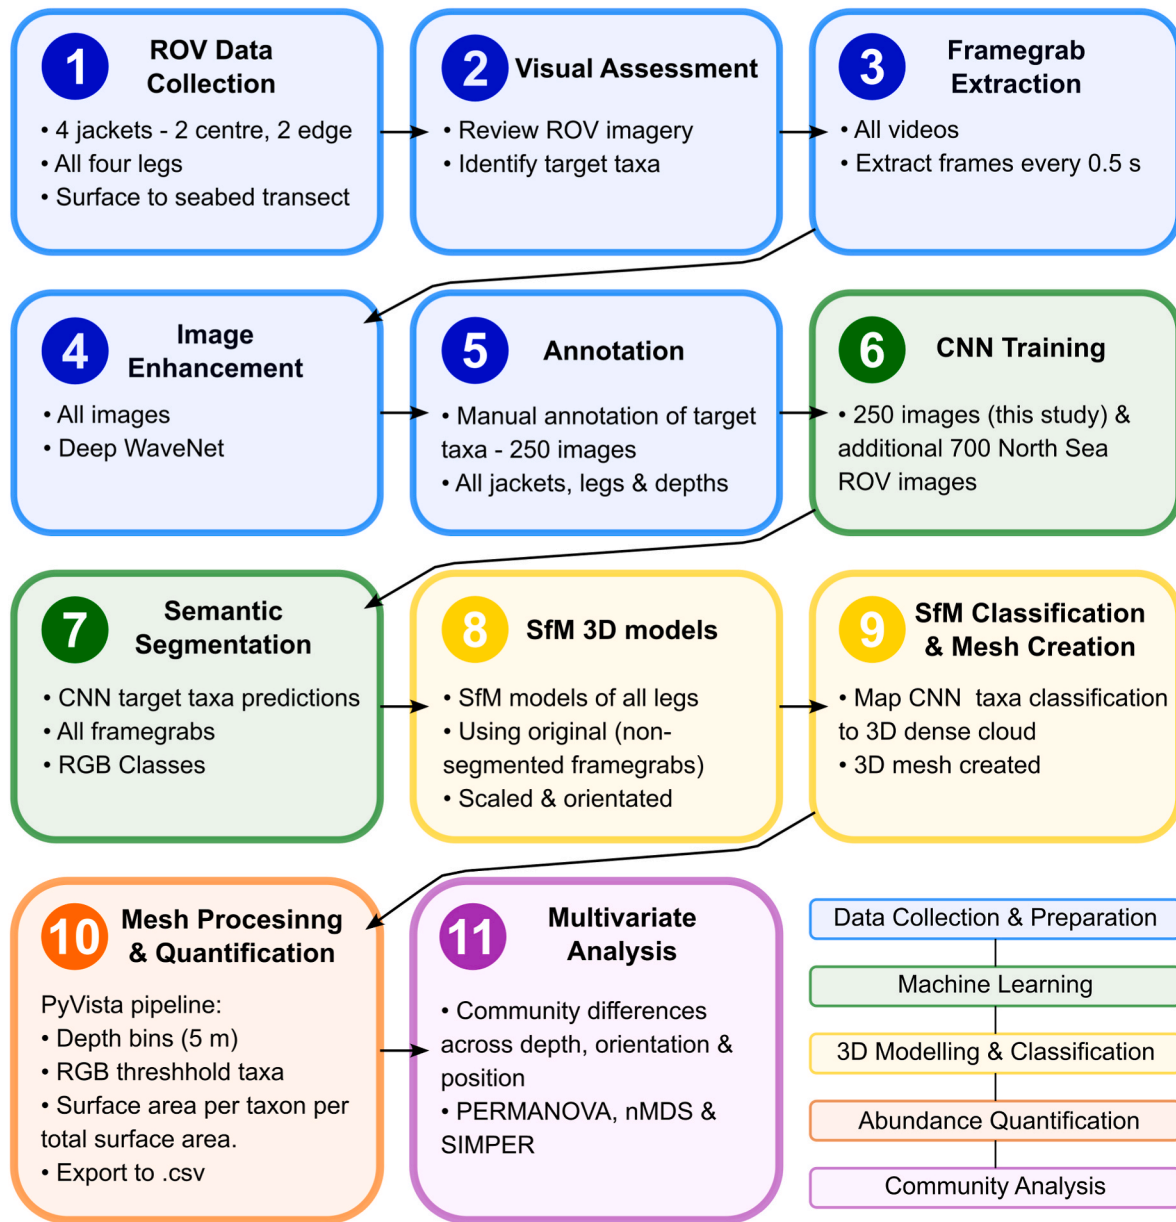 1
ROV Data
Collection
• 4 jackets - 2 centre, 2 edge
• All four legs
• Surface to seabed transect
2
Visual Assessment
• Review ROV imagery
• Identify target taxa
3
Framegrab
Extraction
• All videos
• Extract frames every 0.5 s
4
Image
Enhancement
• All images
• Deep WaveNet
5
Annotation
• Manual annotation of target
taxa - 250 images
• All jackets, legs & depths
6
CNN Training
• 250 images (this study) &
additional 700 North Sea
ROV images
7
Semantic
Segmentation
• CNN target taxa predictions
• All framegrabs
• RGB Classes
8
SfM 3D models
• SfM models of all legs
• Using original (non-
segmented framegrabs)
• Scaled & orientated
9
SfM Classification
& Mesh Creation
• Map CNN taxa classification
to 3D dense cloud
• 3D mesh created
10
Mesh Procesinng
& Quantification
PyVista pipeline:
• Depth bins (5 m)
• RGB threshhold taxa
• Surface area per taxon per
total surface area.
• Export to .csv
11
Multivariate
Analysis
• Community differences
across depth, orientation &
position
• PERMANOVA, nMDS &
SIMPER
Data Collection & Preparation
Machine Learning
3D Modelling & Classification
Abundance Quantification
Community Analysis